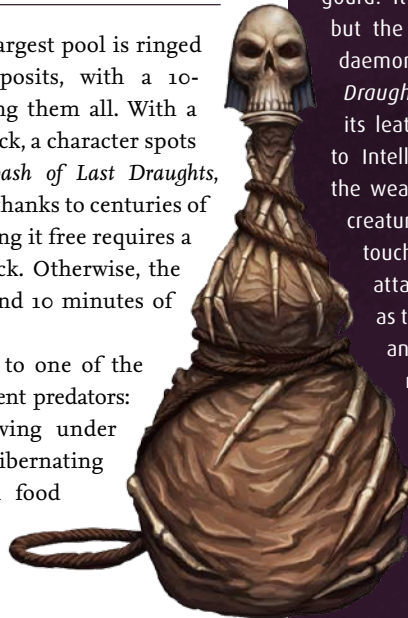 argest pool is ringed
posits, with a 10-
ng them all. With a
ck, a character spots
ash of Last Draughts,
hanks to centuries of
ng it free requires a
ck. Otherwise, the
nd 10 minutes of
to one of the
ent predators:
ving under
ibernating
food
but the
daemon
Draugh
its leat
to Intell
the wea
creatur
touch
atta
as t
an